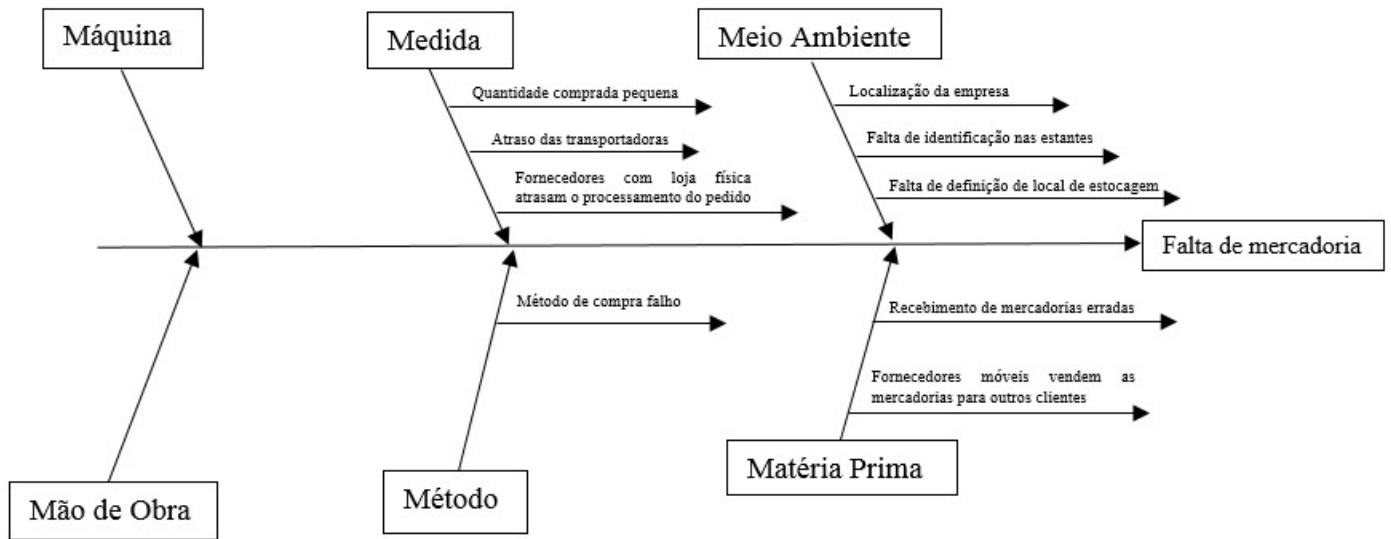 Máquina
Medida
Meio Ambiente
Quantidade comprada pequena
Atraso das transportadoras
Fornecedores com loja física
atrasam o processamento do pedido
Localização da empresa
Falta de identificação nas estantes
Falta de definição de local de estocagem
Falta de mercadoria
Método de compra falho
Recebimento de mercadorias erradas
Fornecedores móveis vendem as
mercadorias para outros clientes
Mão de Obra
Método
Matéria Prima